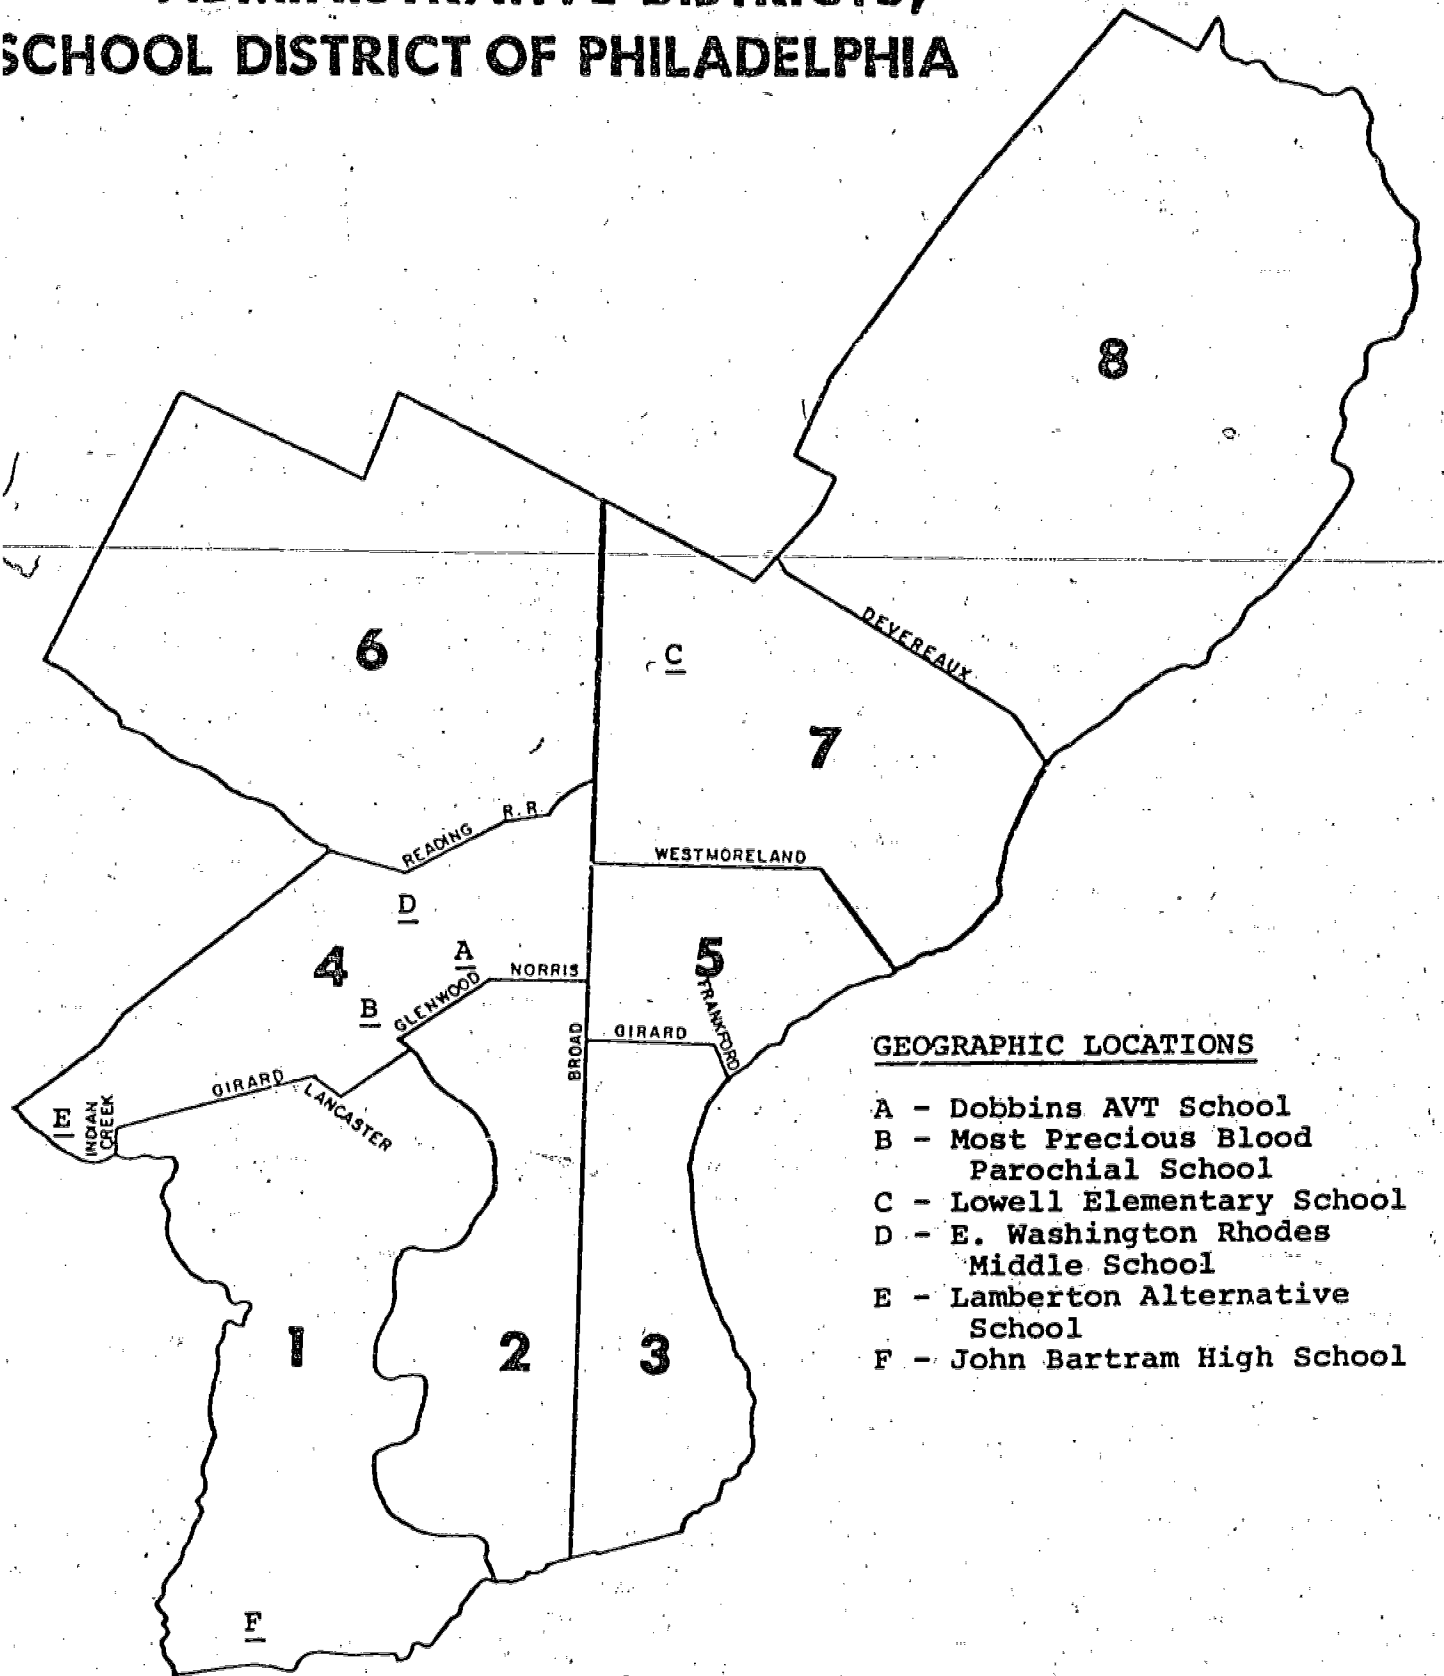 ADMINISTRATIVE DISTRICTS,
SCHOOL DISTRICT OF PHILADELPHIA
8
DEVEREAUX
6
C
7
READING R.R.
WESTMORELAND
D
4
A
5
NORRIS
B
GLENWOOD
FRANKFORD
BROAD
GIRARD
GIRARD
LANCASTER
E
INDIAN
CREEK
1
2
3
F
GEOGRAPHIC LOCATIONS
A - Dobbins AVT School
B - Most Precious Blood
Parochial School
C - Lowell Elementary School
D - E. Washington Rhodes
Middle School
E - Lamberton Alternative
School
F - John Bartram High School